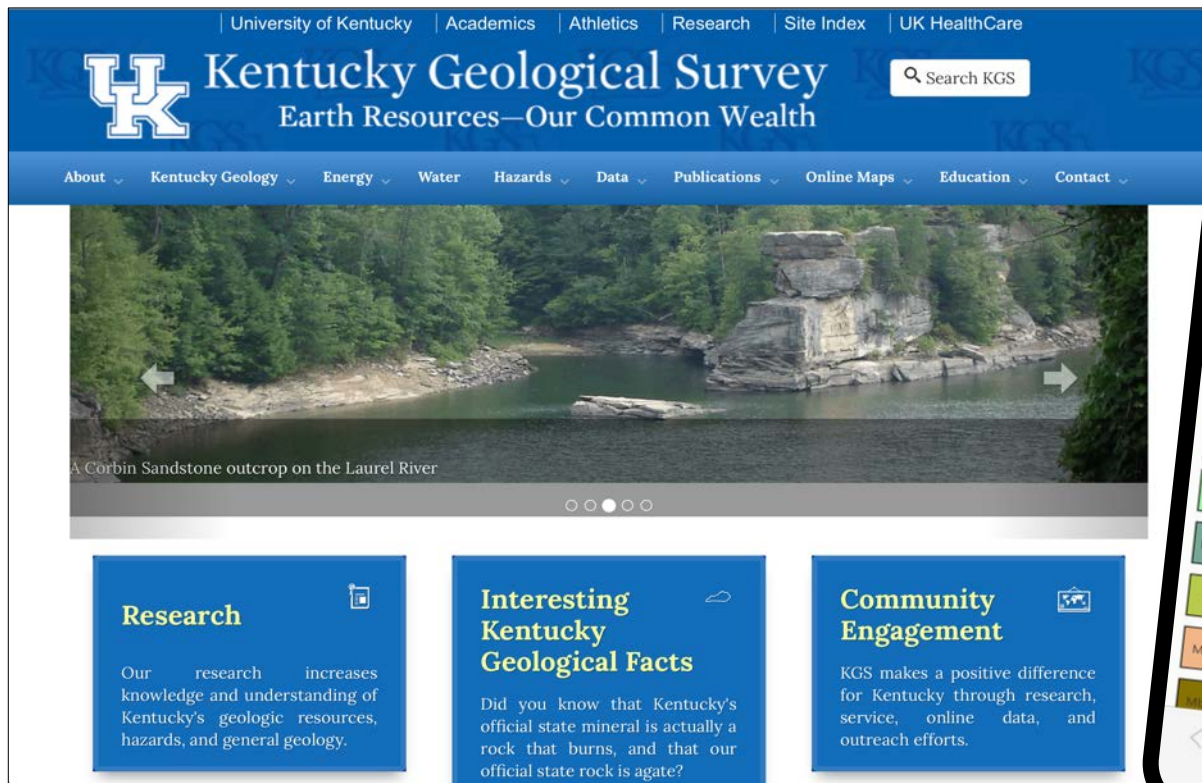 University of Kentucky Academics Athletics Research Site Index UK HealthCare
UK Kentucky Geological Survey
Search KGS
Earth Resources—Our Common Wealth
About Kentucky Geology Energy Water Hazards Data Publications Online Maps Education Contact
A Corbin Sandstone outcrop on the Laurel River
Research
Our research increases
knowledge and understanding of
Kentucky's geologic resources,
hazards, and general geology.
Interesting
Kentucky
Geological Facts
Did you know that Kentucky's
official state mineral is actually a
rock that burns, and that our
official state rock is agate?
Community
Engagement
KGS makes a positive difference
for Kentucky through research,
service, online data, and
outreach efforts.